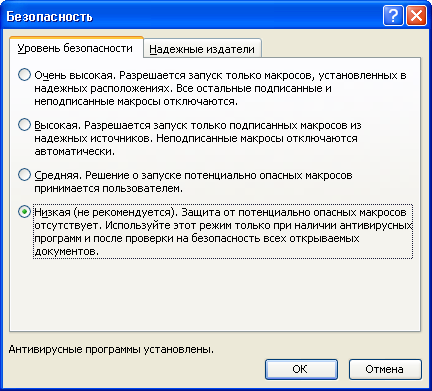 Безопасность
Уровень безопасности
Надежные издатели
Очень высокая. Разрешается запуск только макросов, установленных в
надежных расположениях. Все остальные подписанные и
неподписанные макросы отключаются.
Высокая. Разрешается запуск только подписанных макросов из
надежных источников. Неподписанные макросы отключаются
автоматически.
Средняя. Решение о запуске потенциально опасных макросов
принимается пользователем.
Низкая (не рекомендуется). Защита от потенциально опасных макросов
отсутствует. Используйте этот режим только при наличии антивирусных
программ и после проверки на безопасность всех открываемых
документов.
Антивирусные программы установлены.
ОК
Отмена